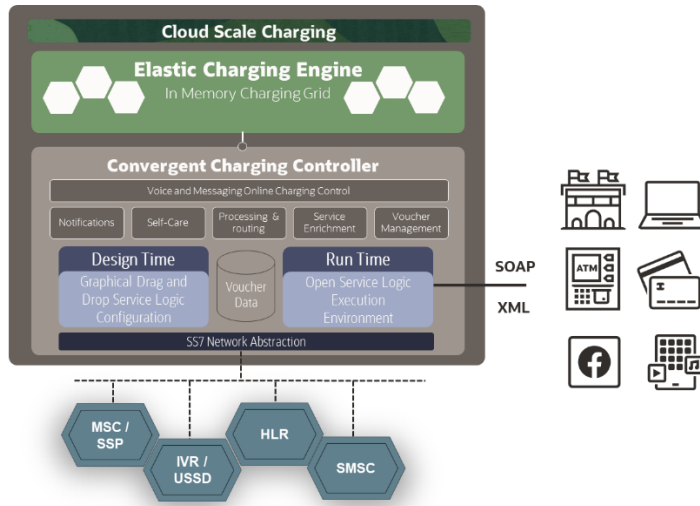 Cloud Scale Charging
Elastic Charging Engine
In Memory Charging Grid
Convergent Charging Controller
Voice and Messaging Online Charging Control
Notifications
Self-Care
Processing &
routing
Service
Enrichment
Voucher
Management
Design Time
Graphical Drag and
Drop Service Logic
Configuration
Voucher
Data
Run Time
Open Service Logic
Execution
Environment
SS7 Network Abstraction
SOAP
XML
ATM
MSC /
SSP
IVR /
USSD
HLR
SMSC